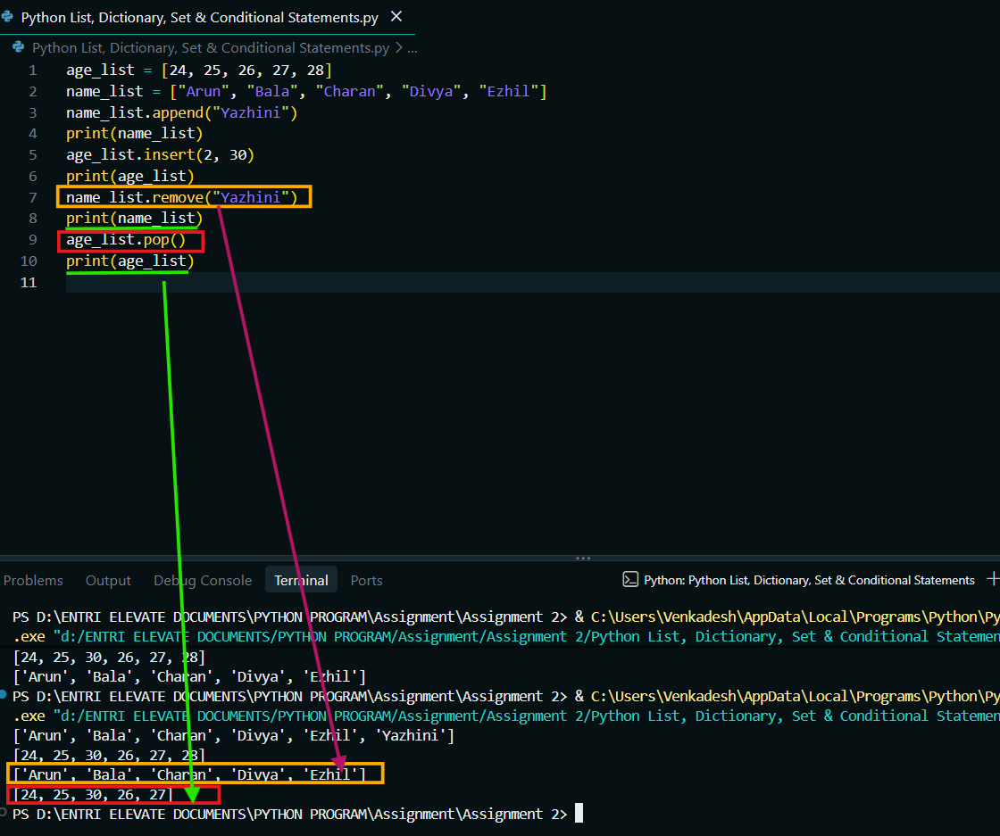 Python List, Dictionary, Set & Conditional Statements.py ×
Python List, Dictionary, Set & Conditional Statements.py > ...
1 age_list = [24, 25, 26, 27, 28]
2 name_list = ["Arun", "Bala", "Charan", "Divya", "Ezhil"]
3 name_list.append("Yazhini")
4 print(name_list)
5 age_list.insert(2, 30)
6 print(age_list)
7 name_list.remove("Yazhini")
8 print(name_list)
9 age_list.pop()
10 print(age_list)
11
Problems Output Debug Console Terminal Ports Python: Python List, Dictionary, Set & Conditional Statements +
PS D:\ENTRI ELEVATE DOCUMENTS\PYTHON PROGRAM\Assignment\Assignment 2> & C:\Users\Venkadesh\AppData\Local\Programs\Python\Py
.exe "d:/ENTRI ELEVATE DOCUMENTS/PYTHON PROGRAM/Assignment/Assignment 2/Python List, Dictionary, Set & Conditional Statemen
[24, 25, 30, 26, 27, 28]
['Arun', 'Bala', 'Charan', 'Divya', 'Ezhil']
PS D:\ENTRI ELEVATE DOCUMENTS\PYTHON PROGRAM\Assignment\Assignment 2> & C:\Users\Venkadesh\AppData\Local\Programs\Python\Py
.exe "d:/ENTRI ELEVATE DOCUMENTS/PYTHON PROGRAM/Assignment/Assignment 2/Python List, Dictionary, Set & Conditional Statemen
['Arun', 'Bala', 'Charan', 'Divya', 'Ezhil', 'Yazhini']
[24, 25, 30, 26, 27, 28]
['Arun', 'Bala', 'Charan', 'Divya', 'Ezhil']
[24, 25, 30, 26, 27]
PS D:\ENTRI ELEVATE DOCUMENTS\PYTHON PROGRAM\Assignment\Assignment 2>